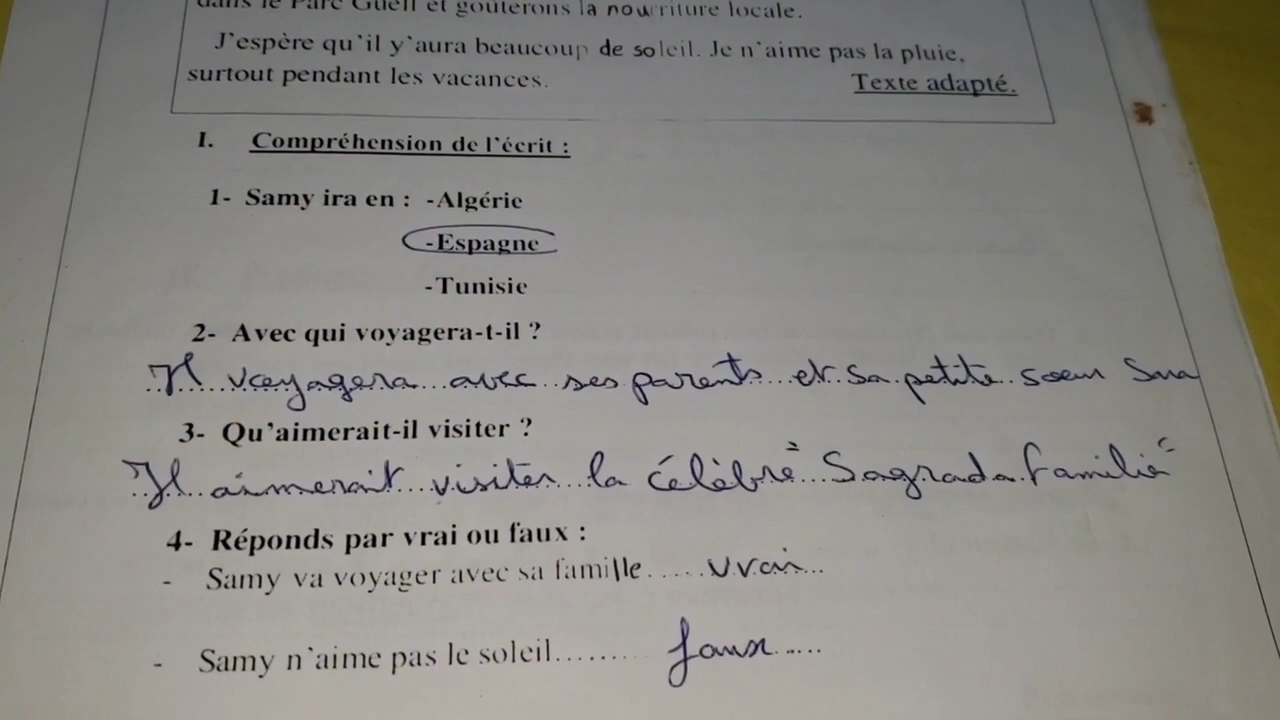 dans le Parc Güell et goûterons la nourriture locale.
J'espère qu'il y'aura beaucoup de soleil. Je n'aime pas la pluie,
surtout pendant les vacances.
Texte adapté.
I. Compréhension de l'écrit :
1- Samy ira en : -Algérie
-Espagne
-Tunisie
2- Avec qui voyagera-t-il ?
Il voyagera avec ses parents et sa petite soeur Sara
3- Qu'aimerait-il visiter ?
Il aimerait visiter la célèbre "Sagrada Familia"
4- Réponds par vrai ou faux :
- Samy va voyager avec sa famille..... vrai...
- Samy n'aime pas le soleil........ faux.....